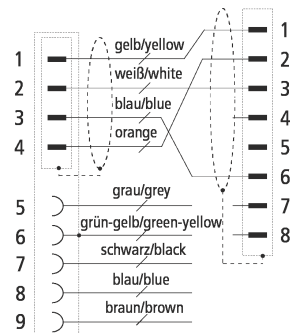 1
gelb/yellow
1
weiß/white
2
2
blau/blue
3
3
orange
4
4
5
6
5
grau/grey
7
6
grün-gelb/green-yellow
8
7
schwarz/black
8
blau/blue
9
braun/brown